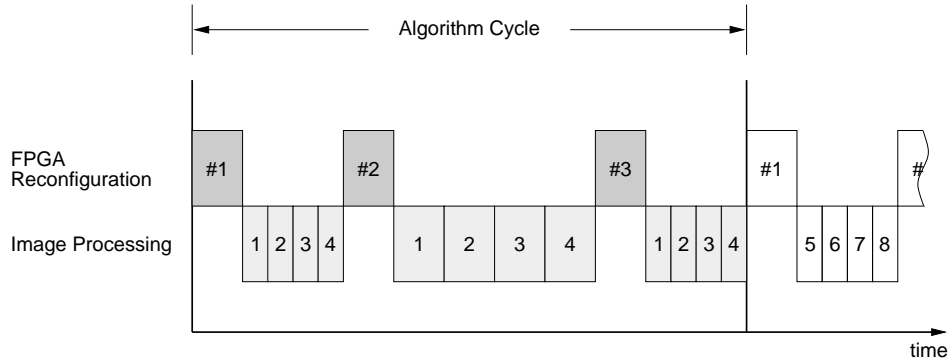 Algorithm Cycle
FPGA
Reconfiguration
#1 #2 #3 #1 #
Image Processing
1 2 3 4 1 2 3 4 1 2 3 4 5 6 7 8
time